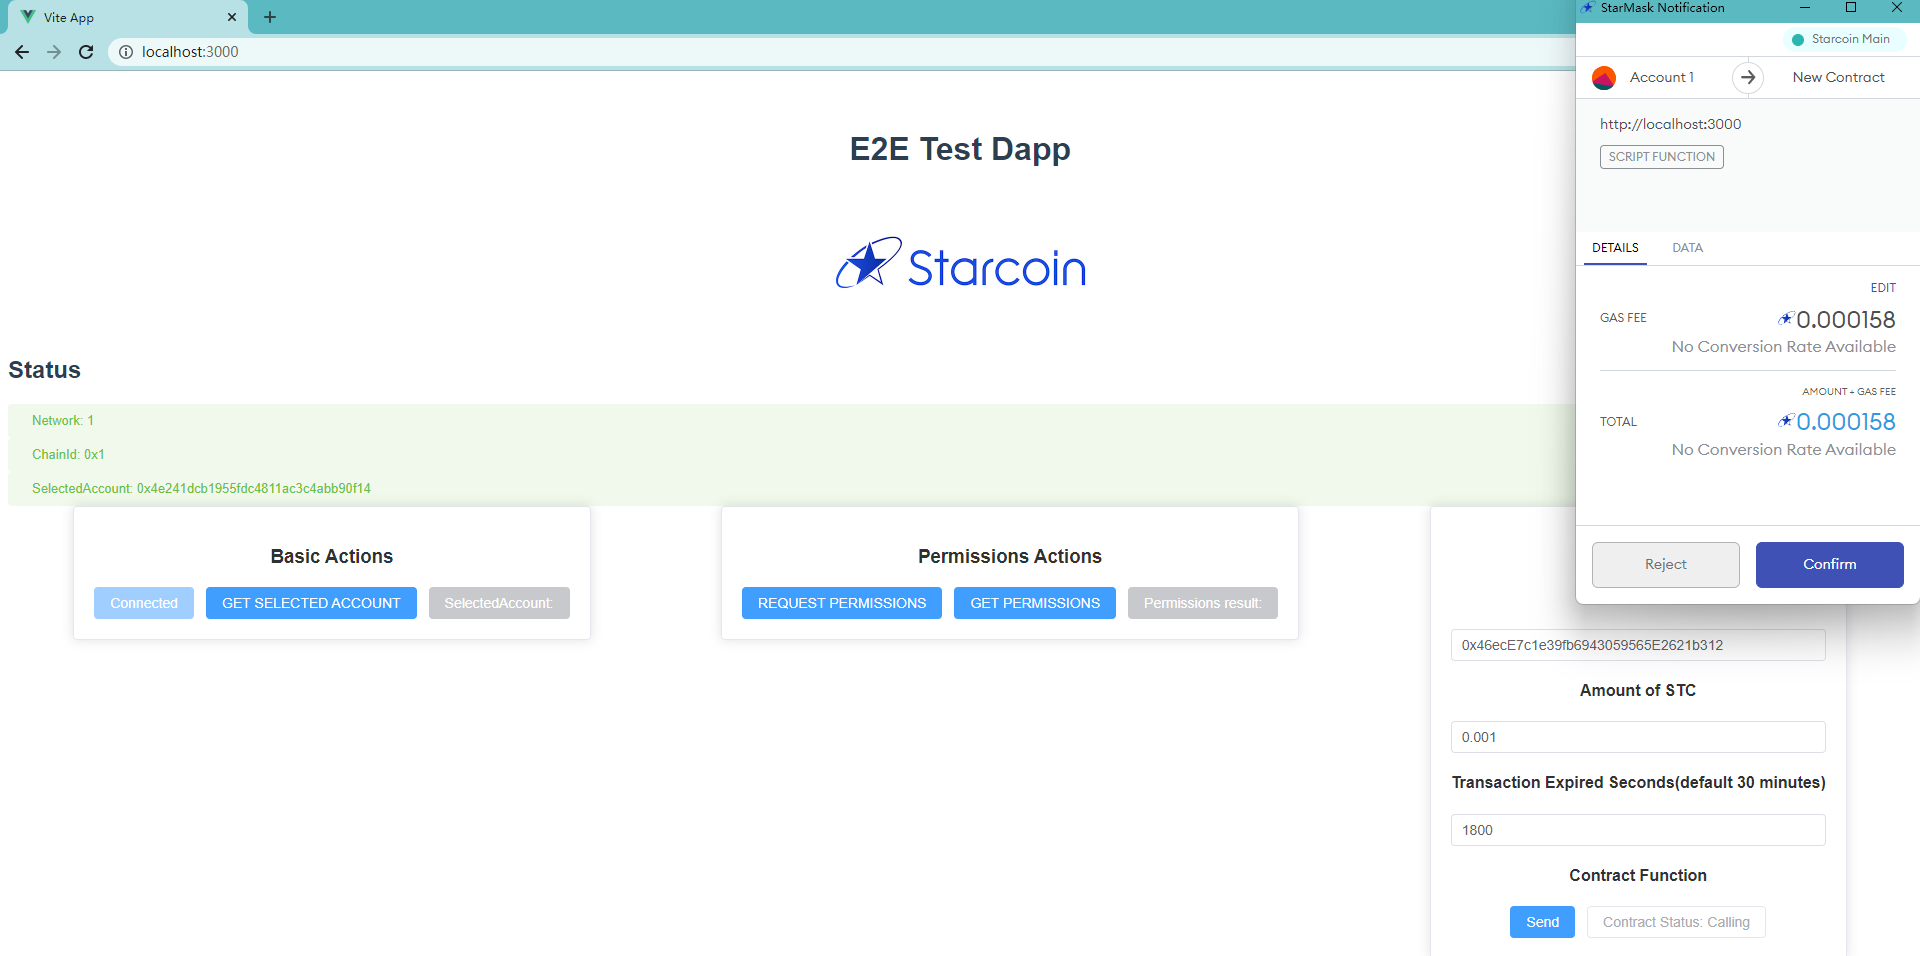 Vite App
localhost:3000
E2E Test Dapp
Starcoin
Status
Network: 1
ChainId: 0x1
SelectedAccount: 0x4e241dcb1955fdc4811ac3c4abb90f14
Basic Actions
Connected
GET SELECTED ACCOUNT
SelectedAccount:
Permissions Actions
REQUEST PERMISSIONS
GET PERMISSIONS
Permissions result:
0x46ecE7c1e39fb6943059565E2621b312
Amount of STC
0.001
Transaction Expired Seconds(default 30 minutes)
1800
Contract Function
Send
Contract Status: Calling
StarMask Notification
Starcoin Main
Account 1
New Contract
http://localhost:3000
SCRIPT FUNCTION
DETAILS
DATA
EDIT
GAS FEE
0.000158
No Conversion Rate Available
AMOUNT + GAS FEE
TOTAL
0.000158
No Conversion Rate Available
Reject
Confirm